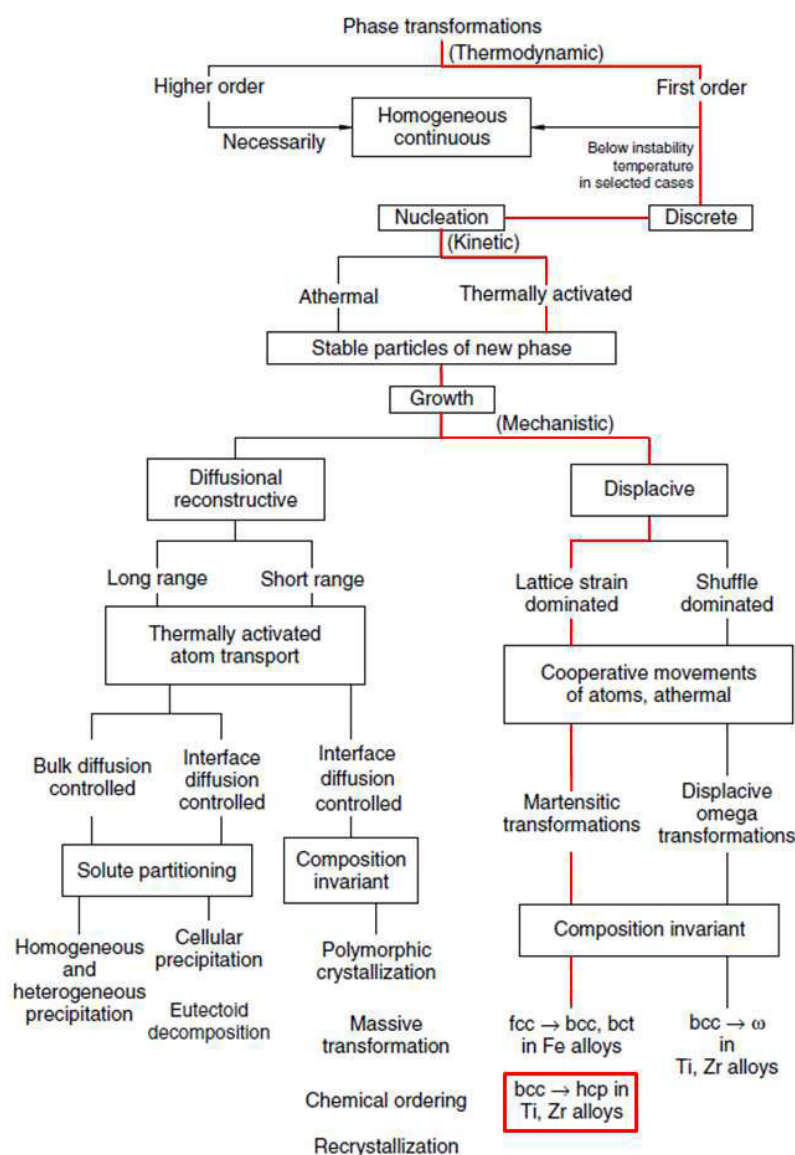 Phase transformations
(Thermodynamic)
Higher order
First order
Homogeneous
continuous
Necessarily
Below instability
temperature
in selected cases
Nucleation
Discrete
(Kinetic)
Athermal
Thermally activated
Stable particles of new phase
Growth
(Mechanistic)
Diffusional
reconstructive
Displacive
Long range
Short range
Lattice strain
dominated
Shuffle
dominated
Thermally activated
atom transport
Cooperative movements
of atoms, athermal
Bulk diffusion
controlled
Interface
diffusion
controlled
Interface
diffusion
controlled
Martensitic
transformations
Displacive
omega
transformations
Solute partitioning
Composition
invariant
Composition invariant
Homogeneous
and
heterogeneous
precipitation
Cellular
precipitation
Eutectoid
decomposition
Polymorphic
crystallization
Massive
transformation
Chemical ordering
Recrystallization
fcc → bcc, bct
in Fe alloys
bcc → hcp in
Ti, Zr alloys
bcc → ω
in
Ti, Zr alloys